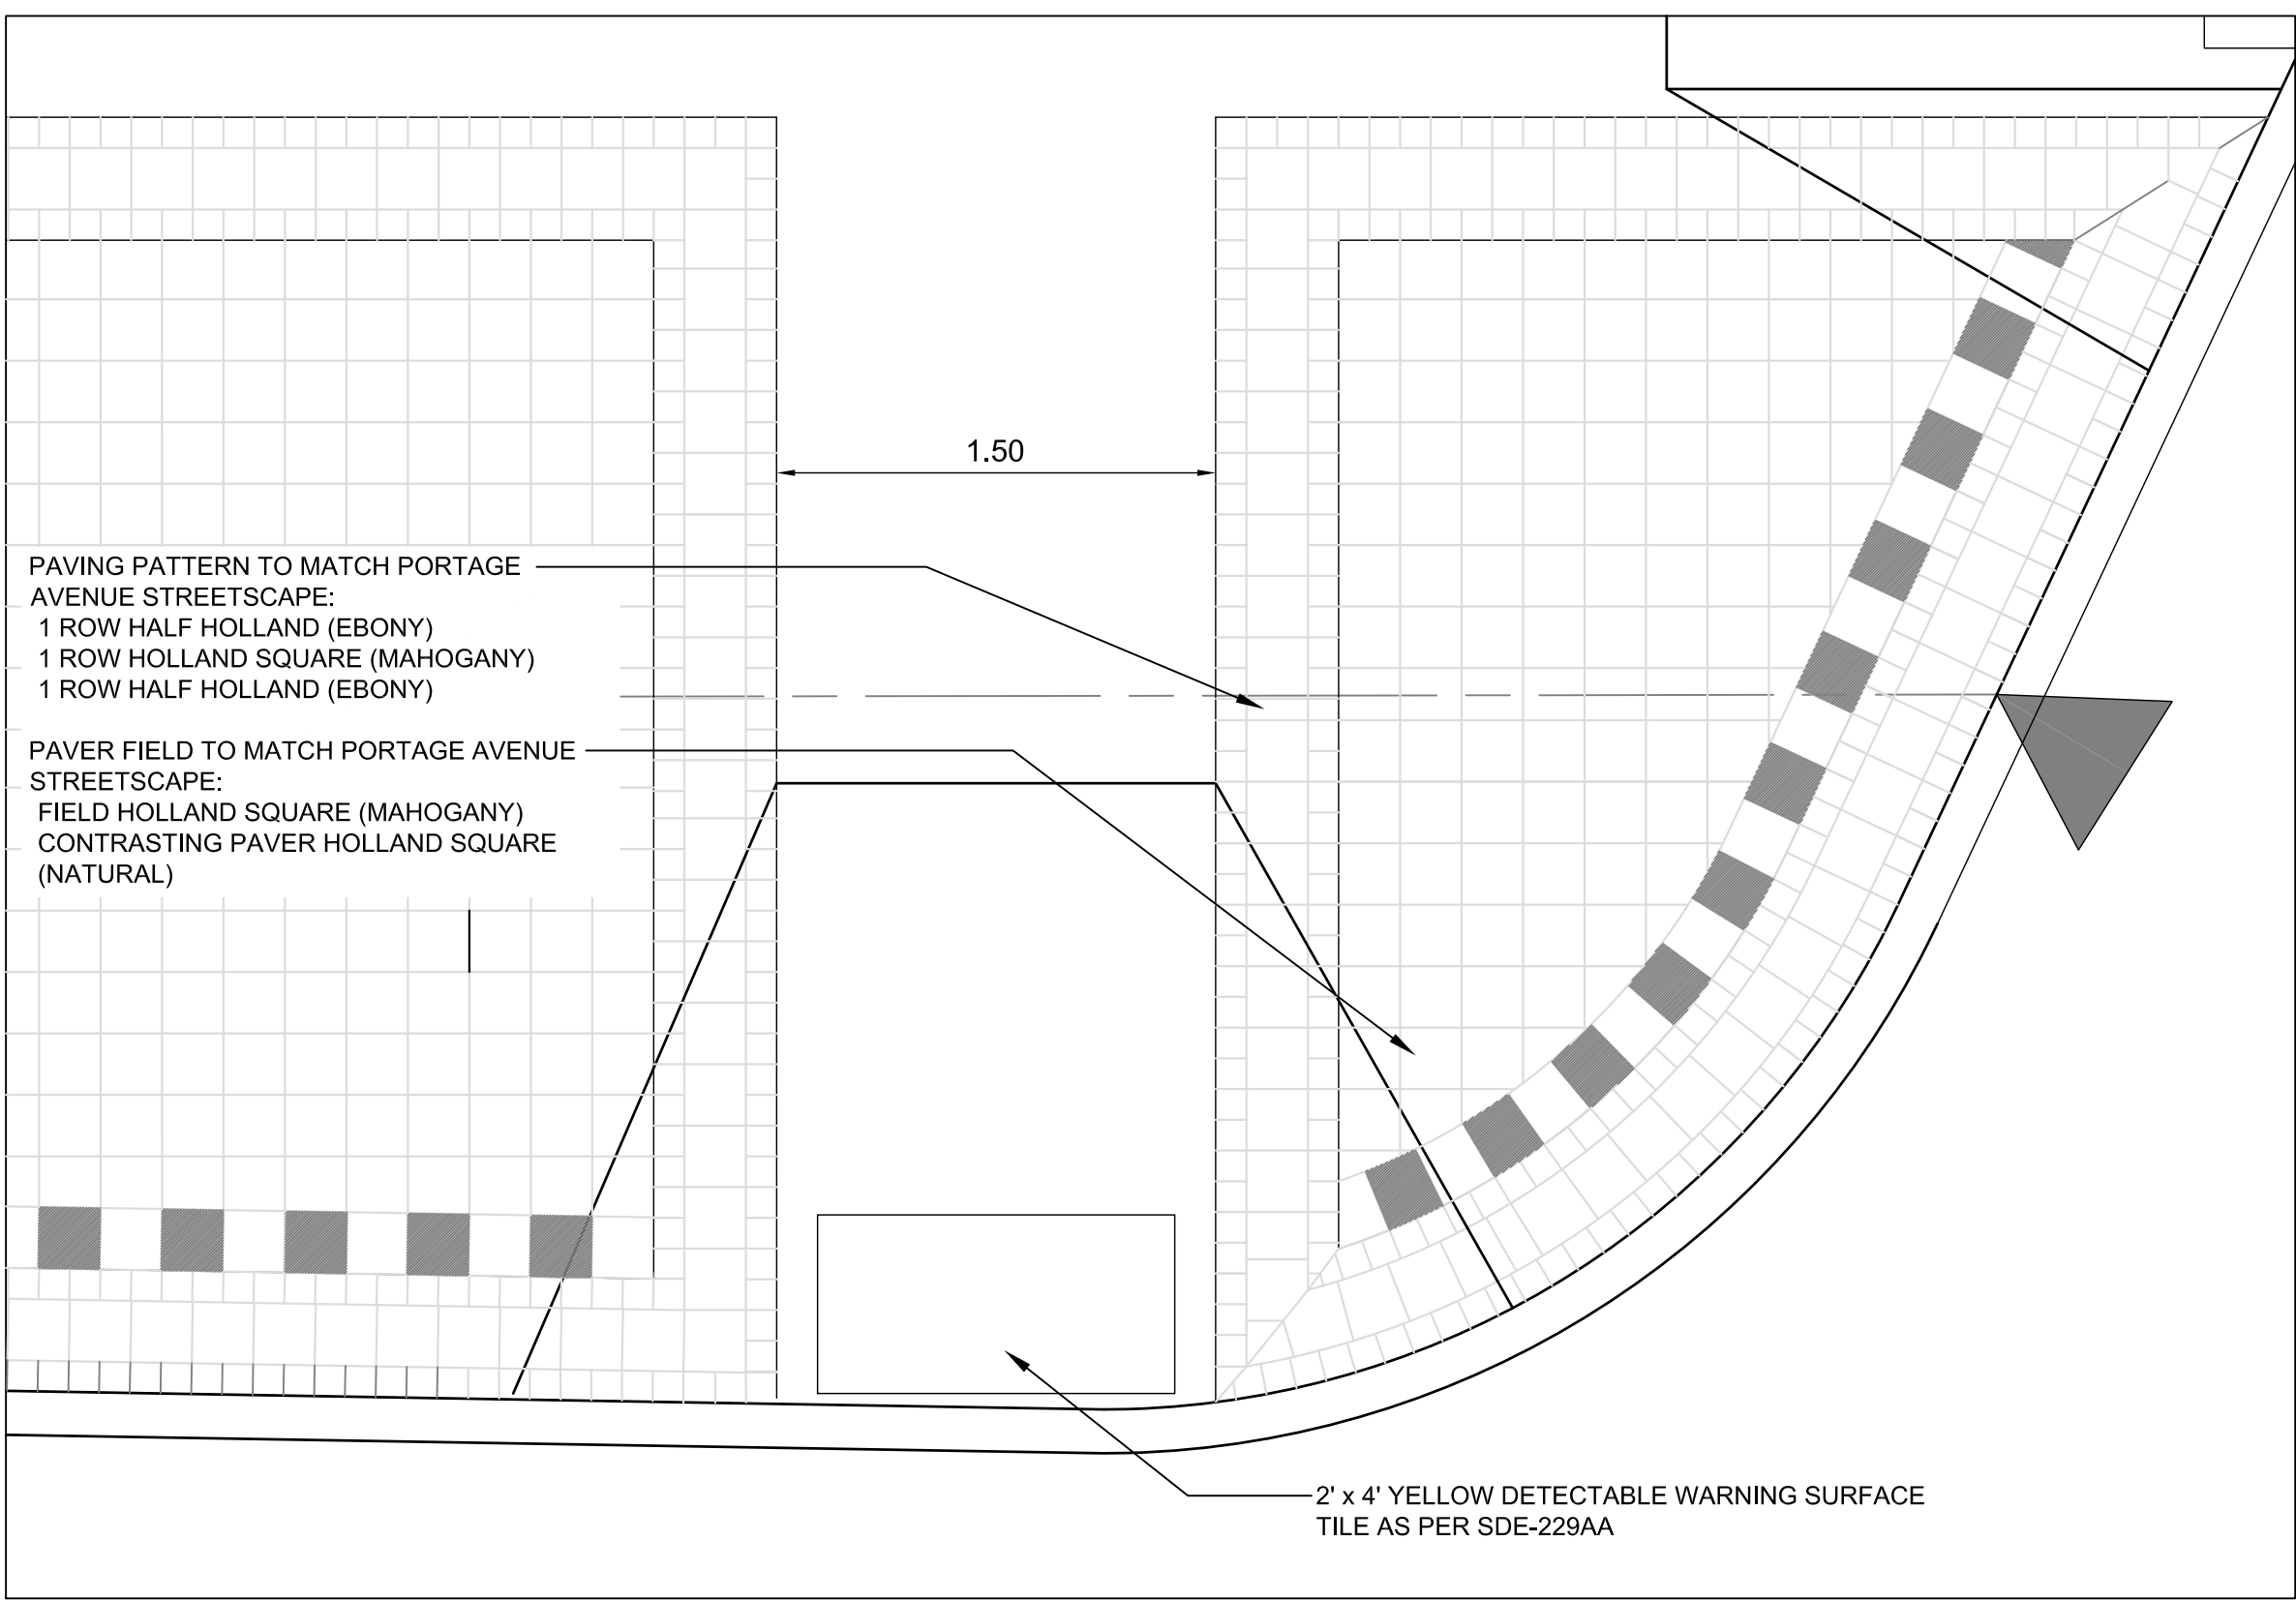 1.50
PAVING PATTERN TO MATCH PORTAGE
AVENUE STREETSCAPE:
1 ROW HALF HOLLAND (EBONY)
1 ROW HOLLAND SQUARE (MAHOGANY)
1 ROW HALF HOLLAND (EBONY)
PAVER FIELD TO MATCH PORTAGE AVENUE
STREETSCAPE:
FIELD HOLLAND SQUARE (MAHOGANY)
CONTRASTING PAVER HOLLAND SQUARE
(NATURAL)
2' x 4' YELLOW DETECTABLE WARNING SURFACE
TILE AS PER SDE-229AA